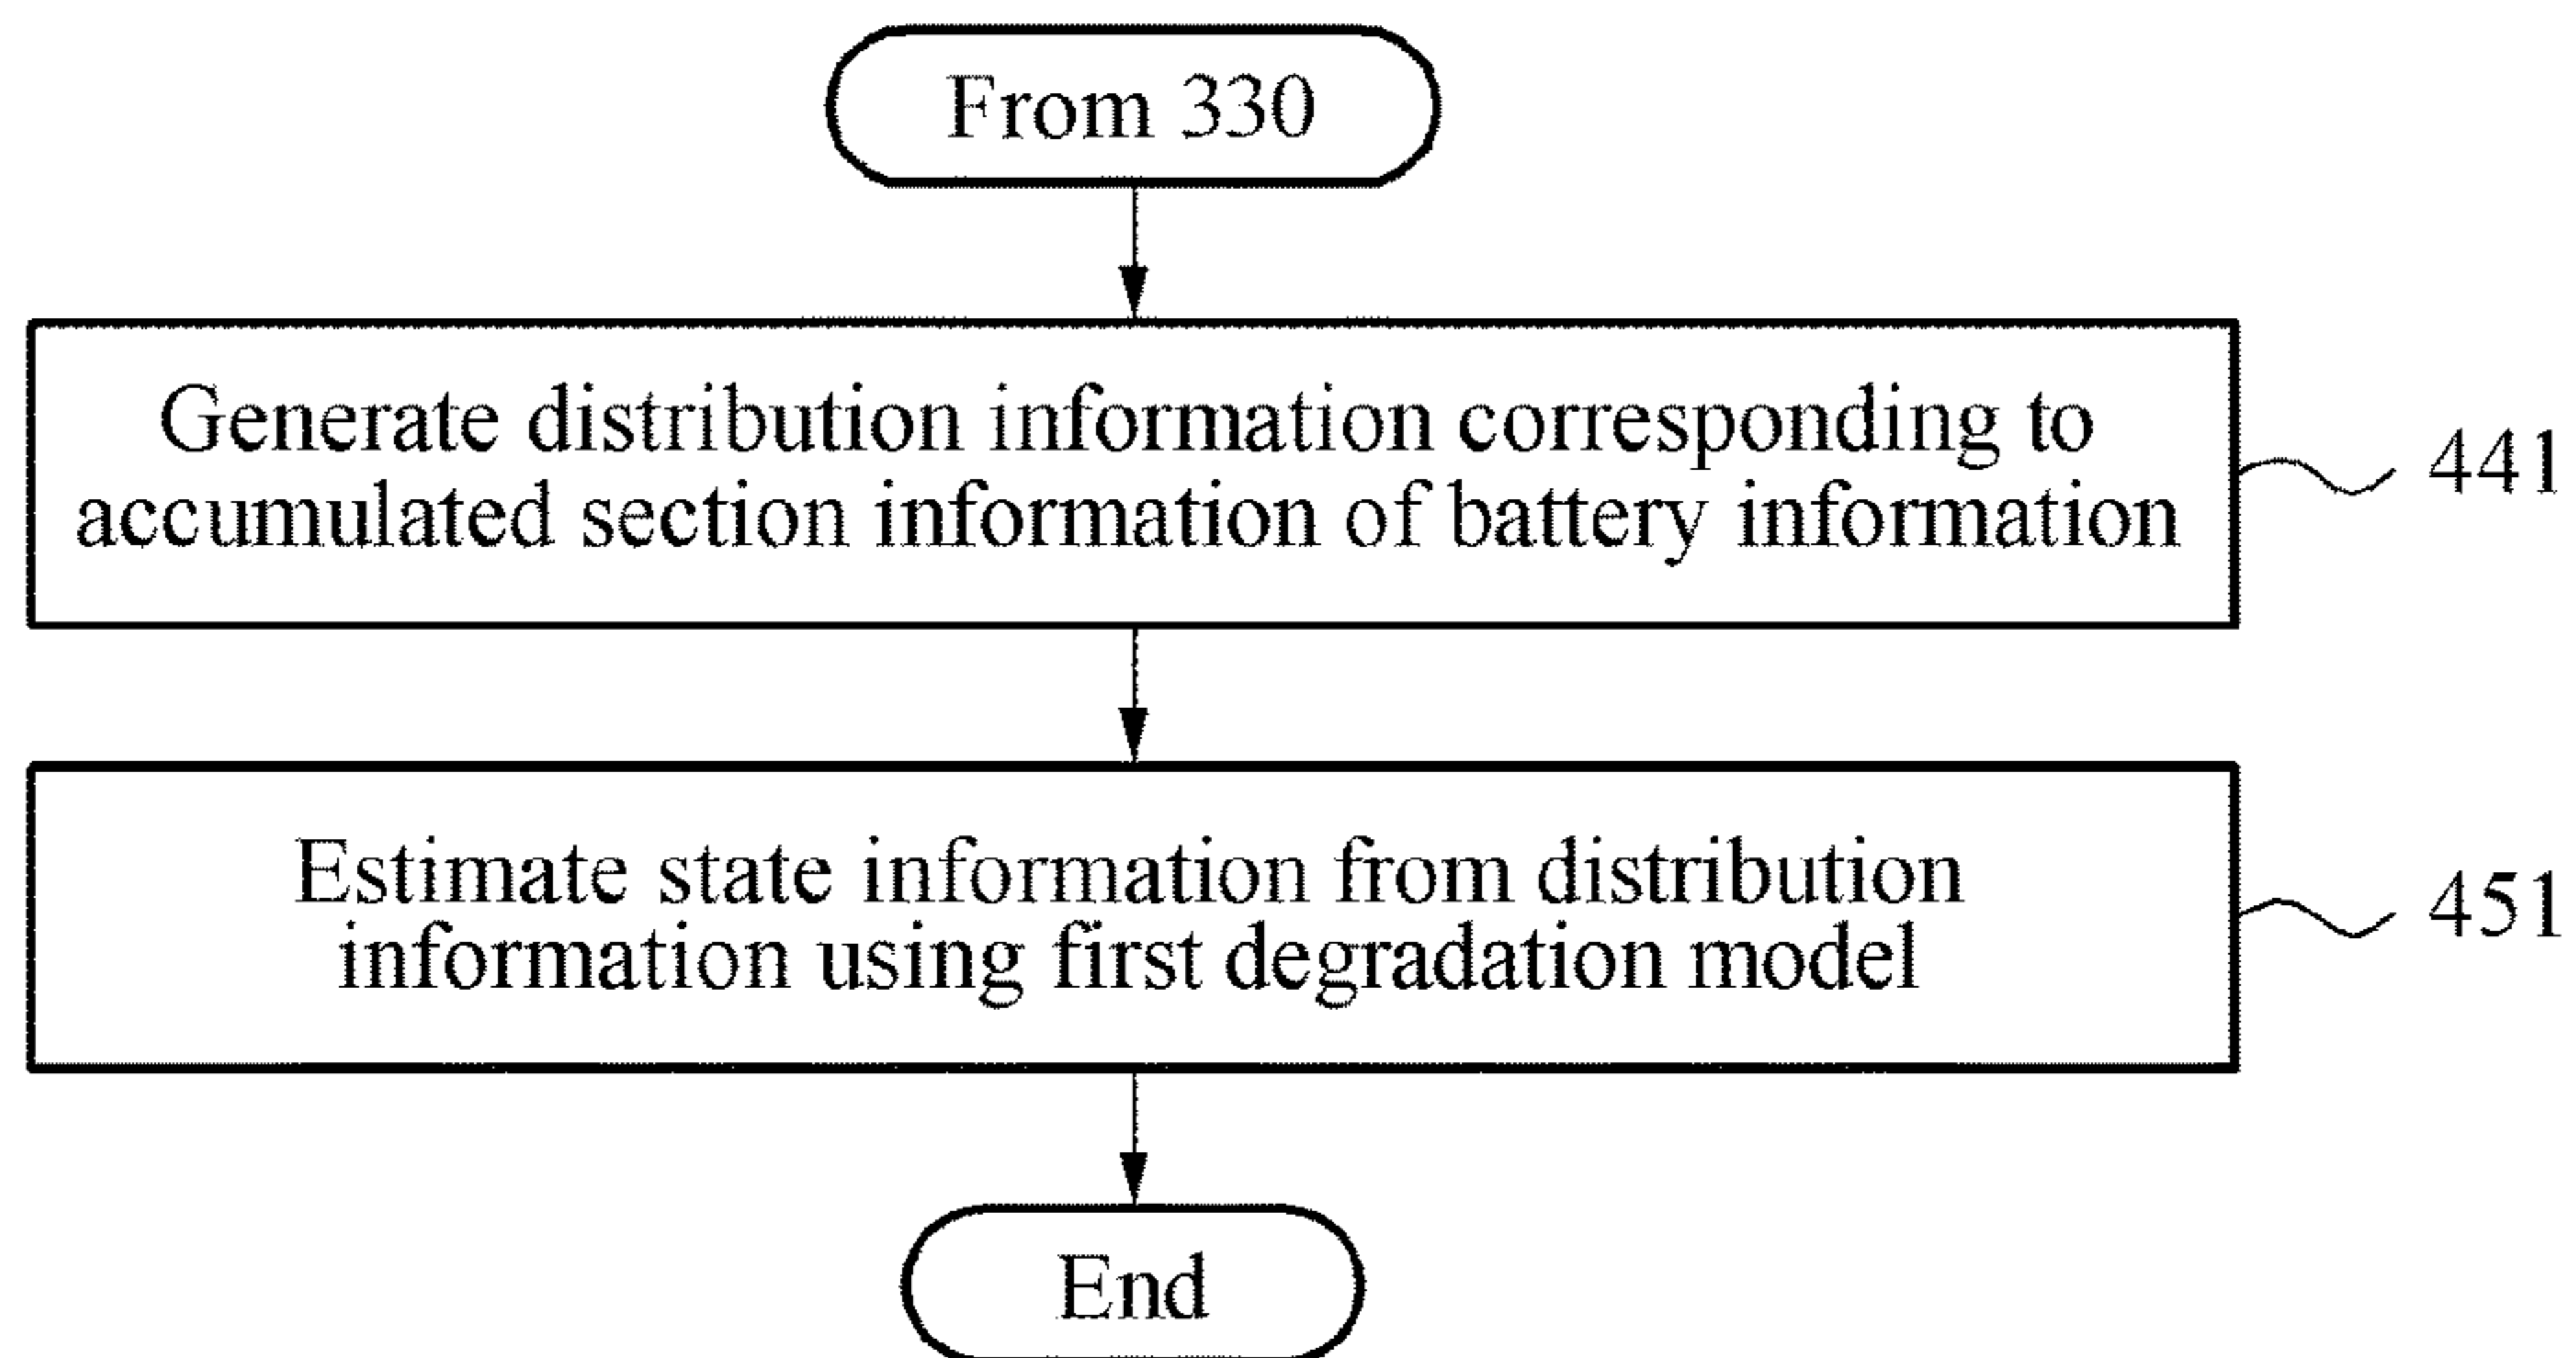 From 330
Generate distribution information corresponding to
accumulated section information of battery information
441
Estimate state information from distribution
information using first degradation model
451
End